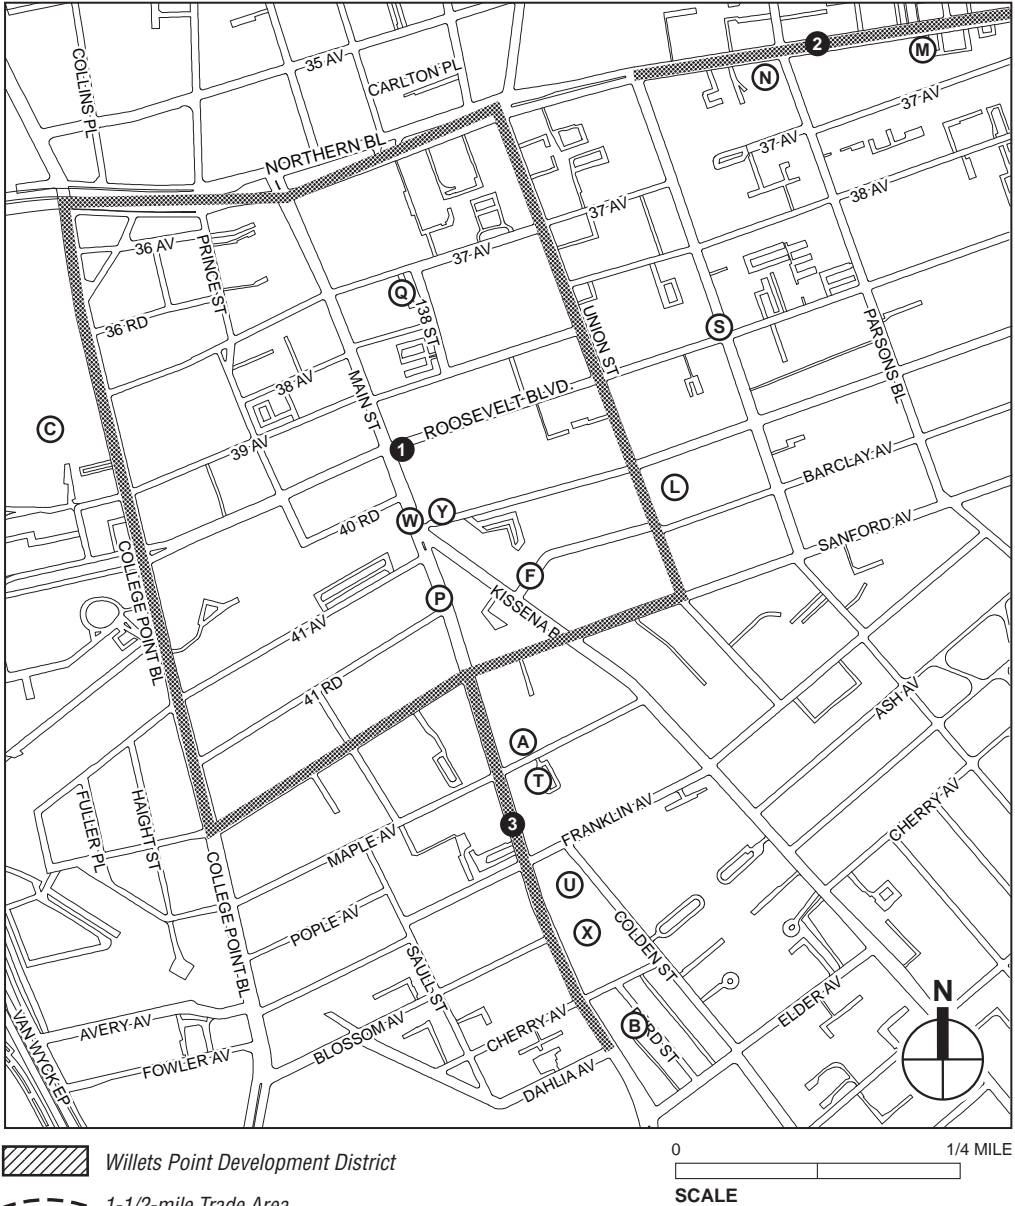 COLLINS PL
35 AV
CARLTON PL
2
M
N
37 AV
NORTHERN BL
37 AV
38 AV
37 AV
36 AV
PRINCE ST
37 AV
Q
138 ST
36 RD
UNION ST
S
PARSONS BL
38 AV
MAIN ST
ROOSEVELT BLVD.
C
39 AV
1
BARCLAY AV
L
W
Y
40 RD
SANFORD AV
COLLEGE POINT BL
F
P
KISSENA B
41 AV
41 RD
ASH AV
A
T
FULLER PL
HAIGHT ST
3
FRANKLIN AV
CHERRY AV
MAPLE AV
COLLEGE POINT BL
U
POPLE AV
X
COLDEN ST
SAULL ST
N
ELDER AV
VAN WYCK EP
AVERY AV
BLOSSOM AV
CHERRY AV
B
RD ST
FOWLER AV
DAHLIA AV
Willets Point Development District
0
1/4 MILE
SCALE
1-1/2-mile Trade Area